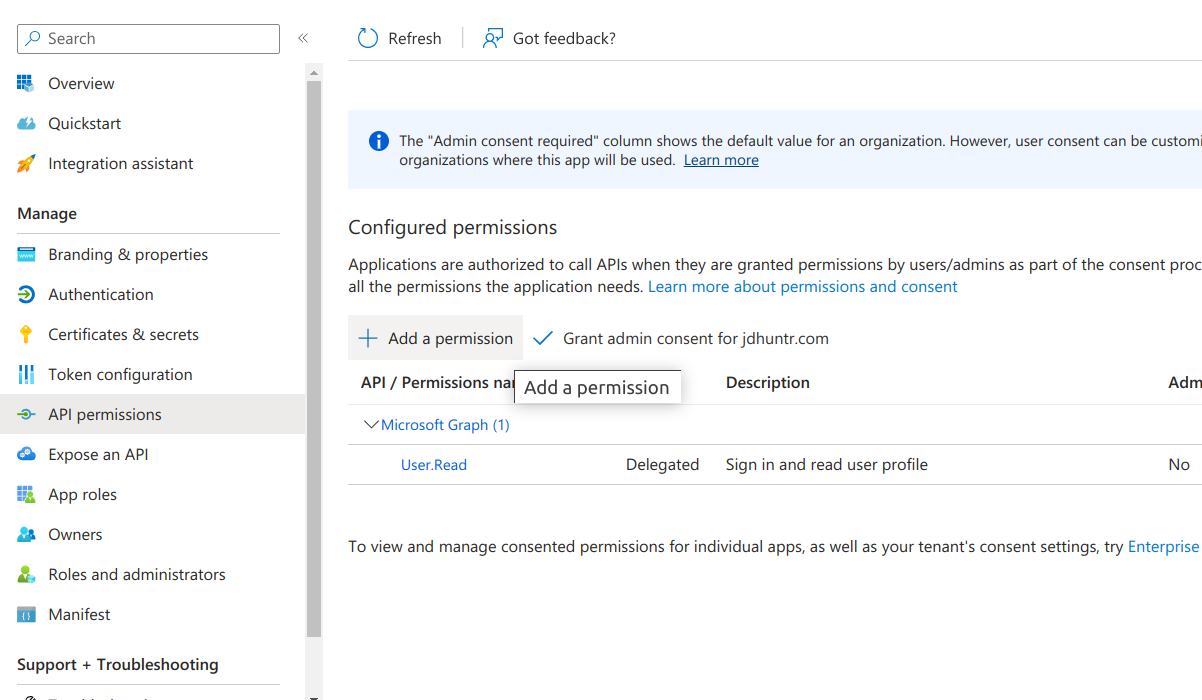 Search
Refresh
Got feedback?
Overview
Quickstart
Integration assistant
Manage
Branding & properties
Authentication
Certificates & secrets
Token configuration
API permissions
Expose an API
App roles
Owners
Roles and administrators
Manifest
Support + Troubleshooting
The "Admin consent required" column shows the default value for an organization. However, user consent can be customi
organizations where this app will be used. Learn more
Configured permissions
Applications are authorized to call APIs when they are granted permissions by users/admins as part of the consent proc
all the permissions the application needs. Learn more about permissions and consent
Add a permission
Grant admin consent for jdhuntr.com
API / Permissions nar
Description
Adm
Add a permission
Microsoft Graph (1)
User.Read
Delegated
Sign in and read user profile
No
To view and manage consented permissions for individual apps, as well as your tenant's consent settings, try Enterprise